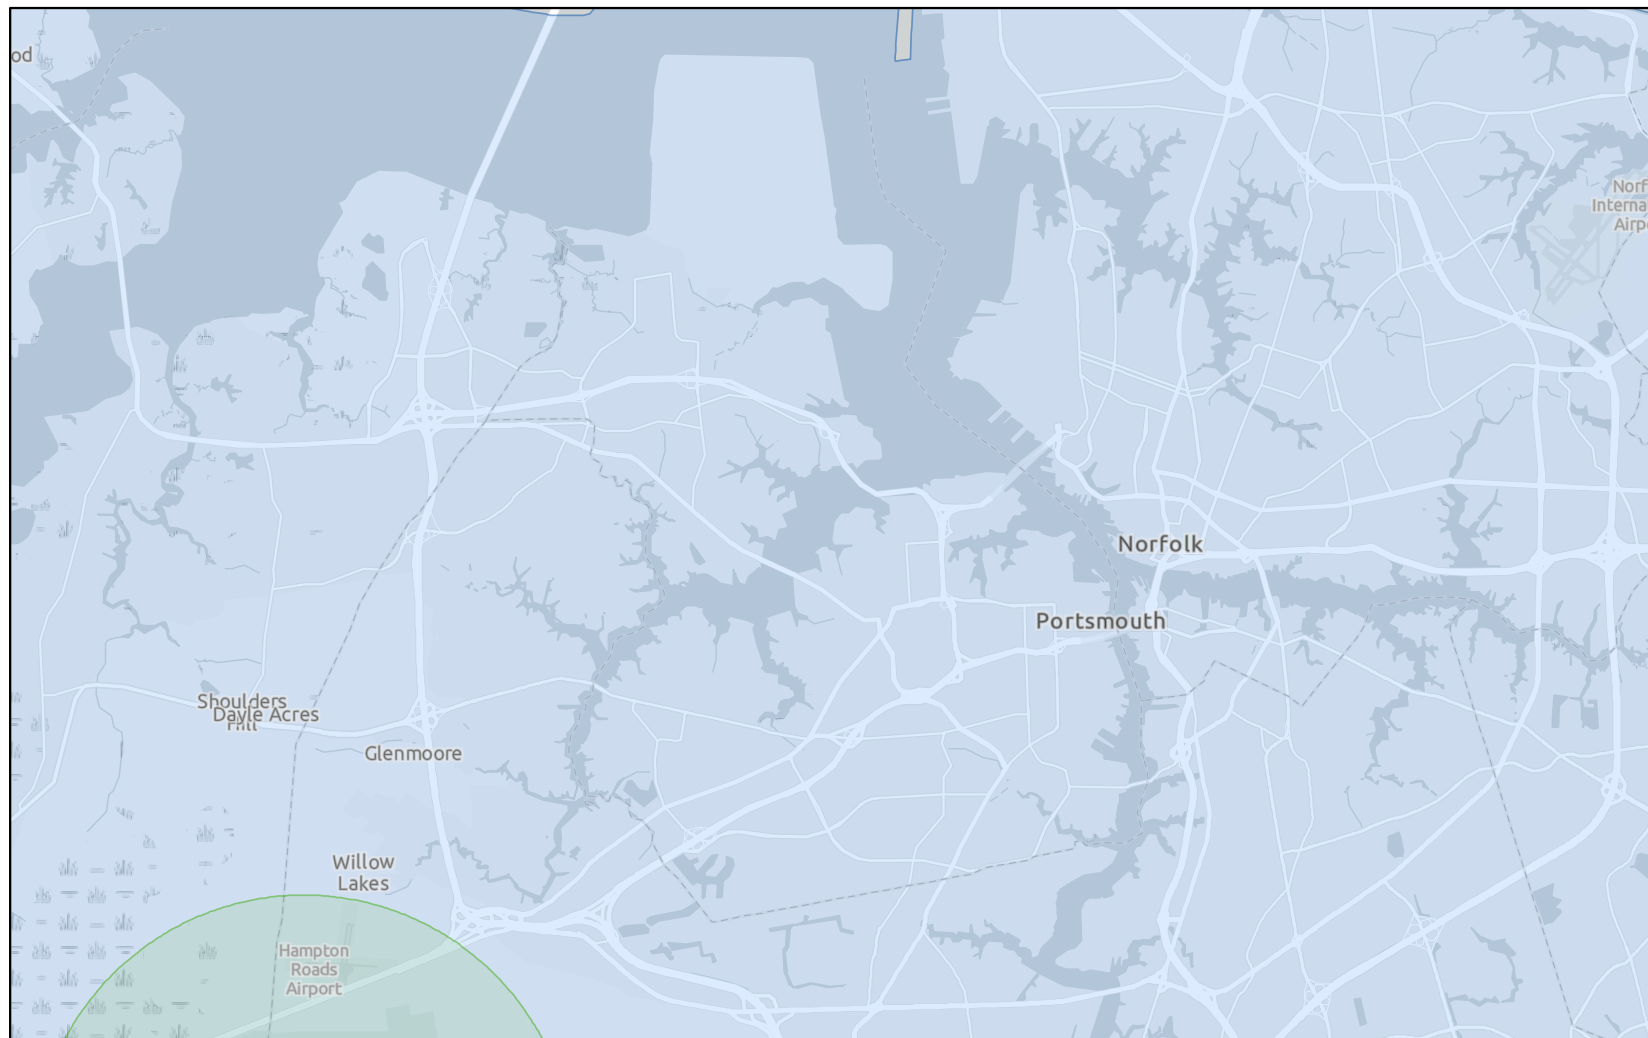 od
Norf
Interna
Airp
Norfolk
Portsmouth
Shoulders
Hill
Dayle Acres
Glenmoore
Willow
Lakes
Hampton
Roads
Airport